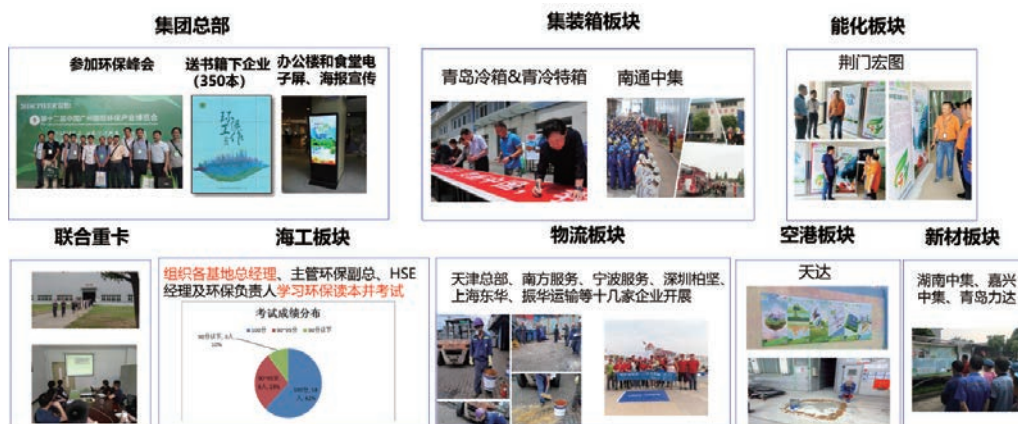 集团总部
集装箱板块
能化板块
参加环保峰会
送书籍下企业
(350本)
办公楼和食堂电
子屏、海报宣传
青岛冷箱&青冷特箱
南通中集
荆门宏图
联合重卡
海工板块
物流板块
空港板块
新材板块
组织各基地总经理、主管环保副总、HSE
经理及环保负责人学习环保读本并考试
考试成绩分布
天津总部、南方服务、宁波服务、深圳柏坚、
上海东华、振华运输等十几家企业开展
天达
湖南中集、嘉兴
中集、青岛力达